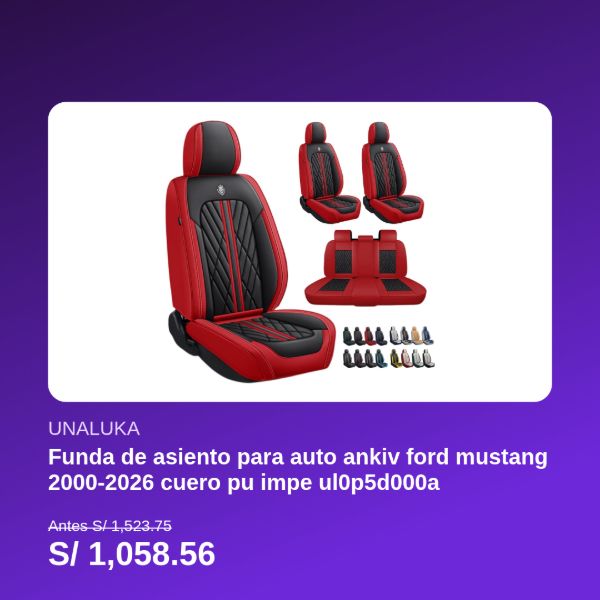 UNALUKA
Funda de asiento para auto ankiv ford mustang
2000-2026 cuero pu impe ul0p5d000a
Antes S/ 1,523.75
S/ 1,058.56